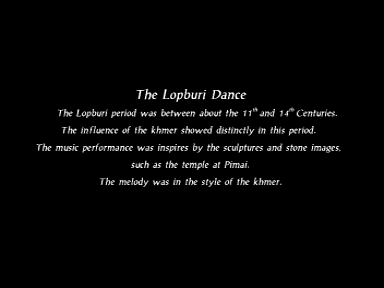 The Lopburi Dance
The Lopburi period was between about the 11th and 14th Centuries.
The influence of the khmer showed distinctly in this period.
The music performance was inspires by the sculptures and stone images,
such as the temple at Pimai.
The melody was in the style of the khmer.